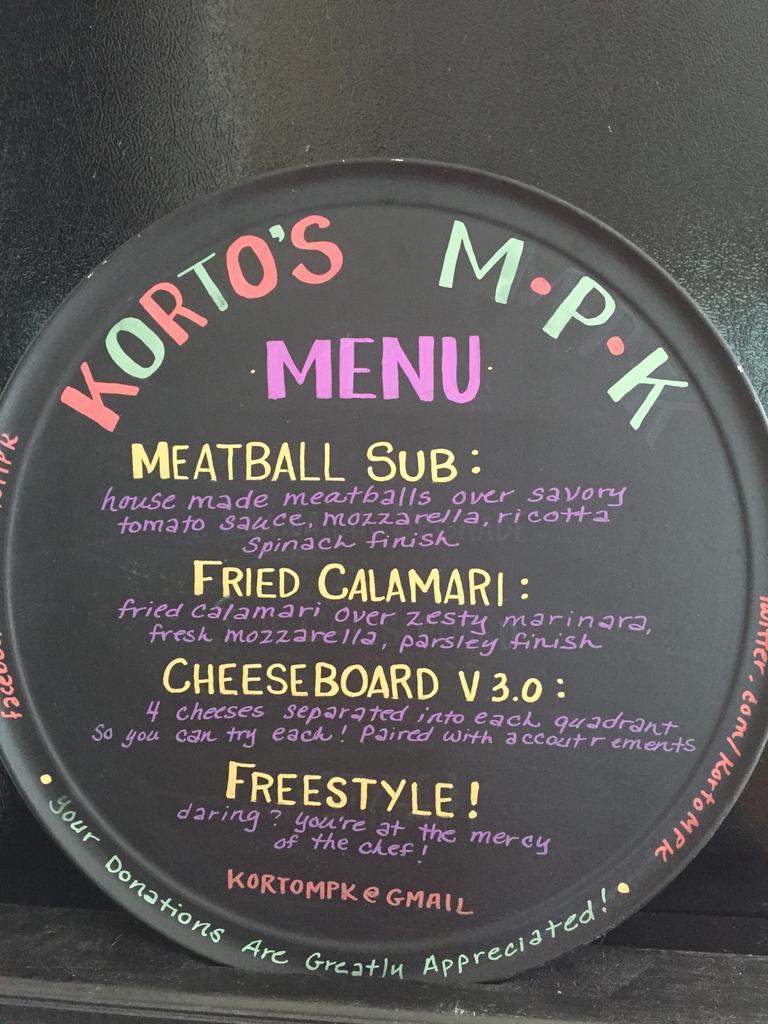 KORTO'S M•P•K
MENU
MEATBALL SUB:
house made meatballs over savory
tomato sauce, mozzarella, ricotta
spinach finish
FRIED CALAMARI:
fried calamari over zesty marinara,
fresh mozzarella, parsley finish
CHEESEBOARD V 3.0:
4 cheeses separated into each quadrant
so you can try each! Paired with accoutrements
FREESTYLE!
daring? you're at the mercy
of the chef!
KORTOMPK@GMAIL
• Your Donations Are Greatly Appreciated! •
twitter.com/KortoMPK